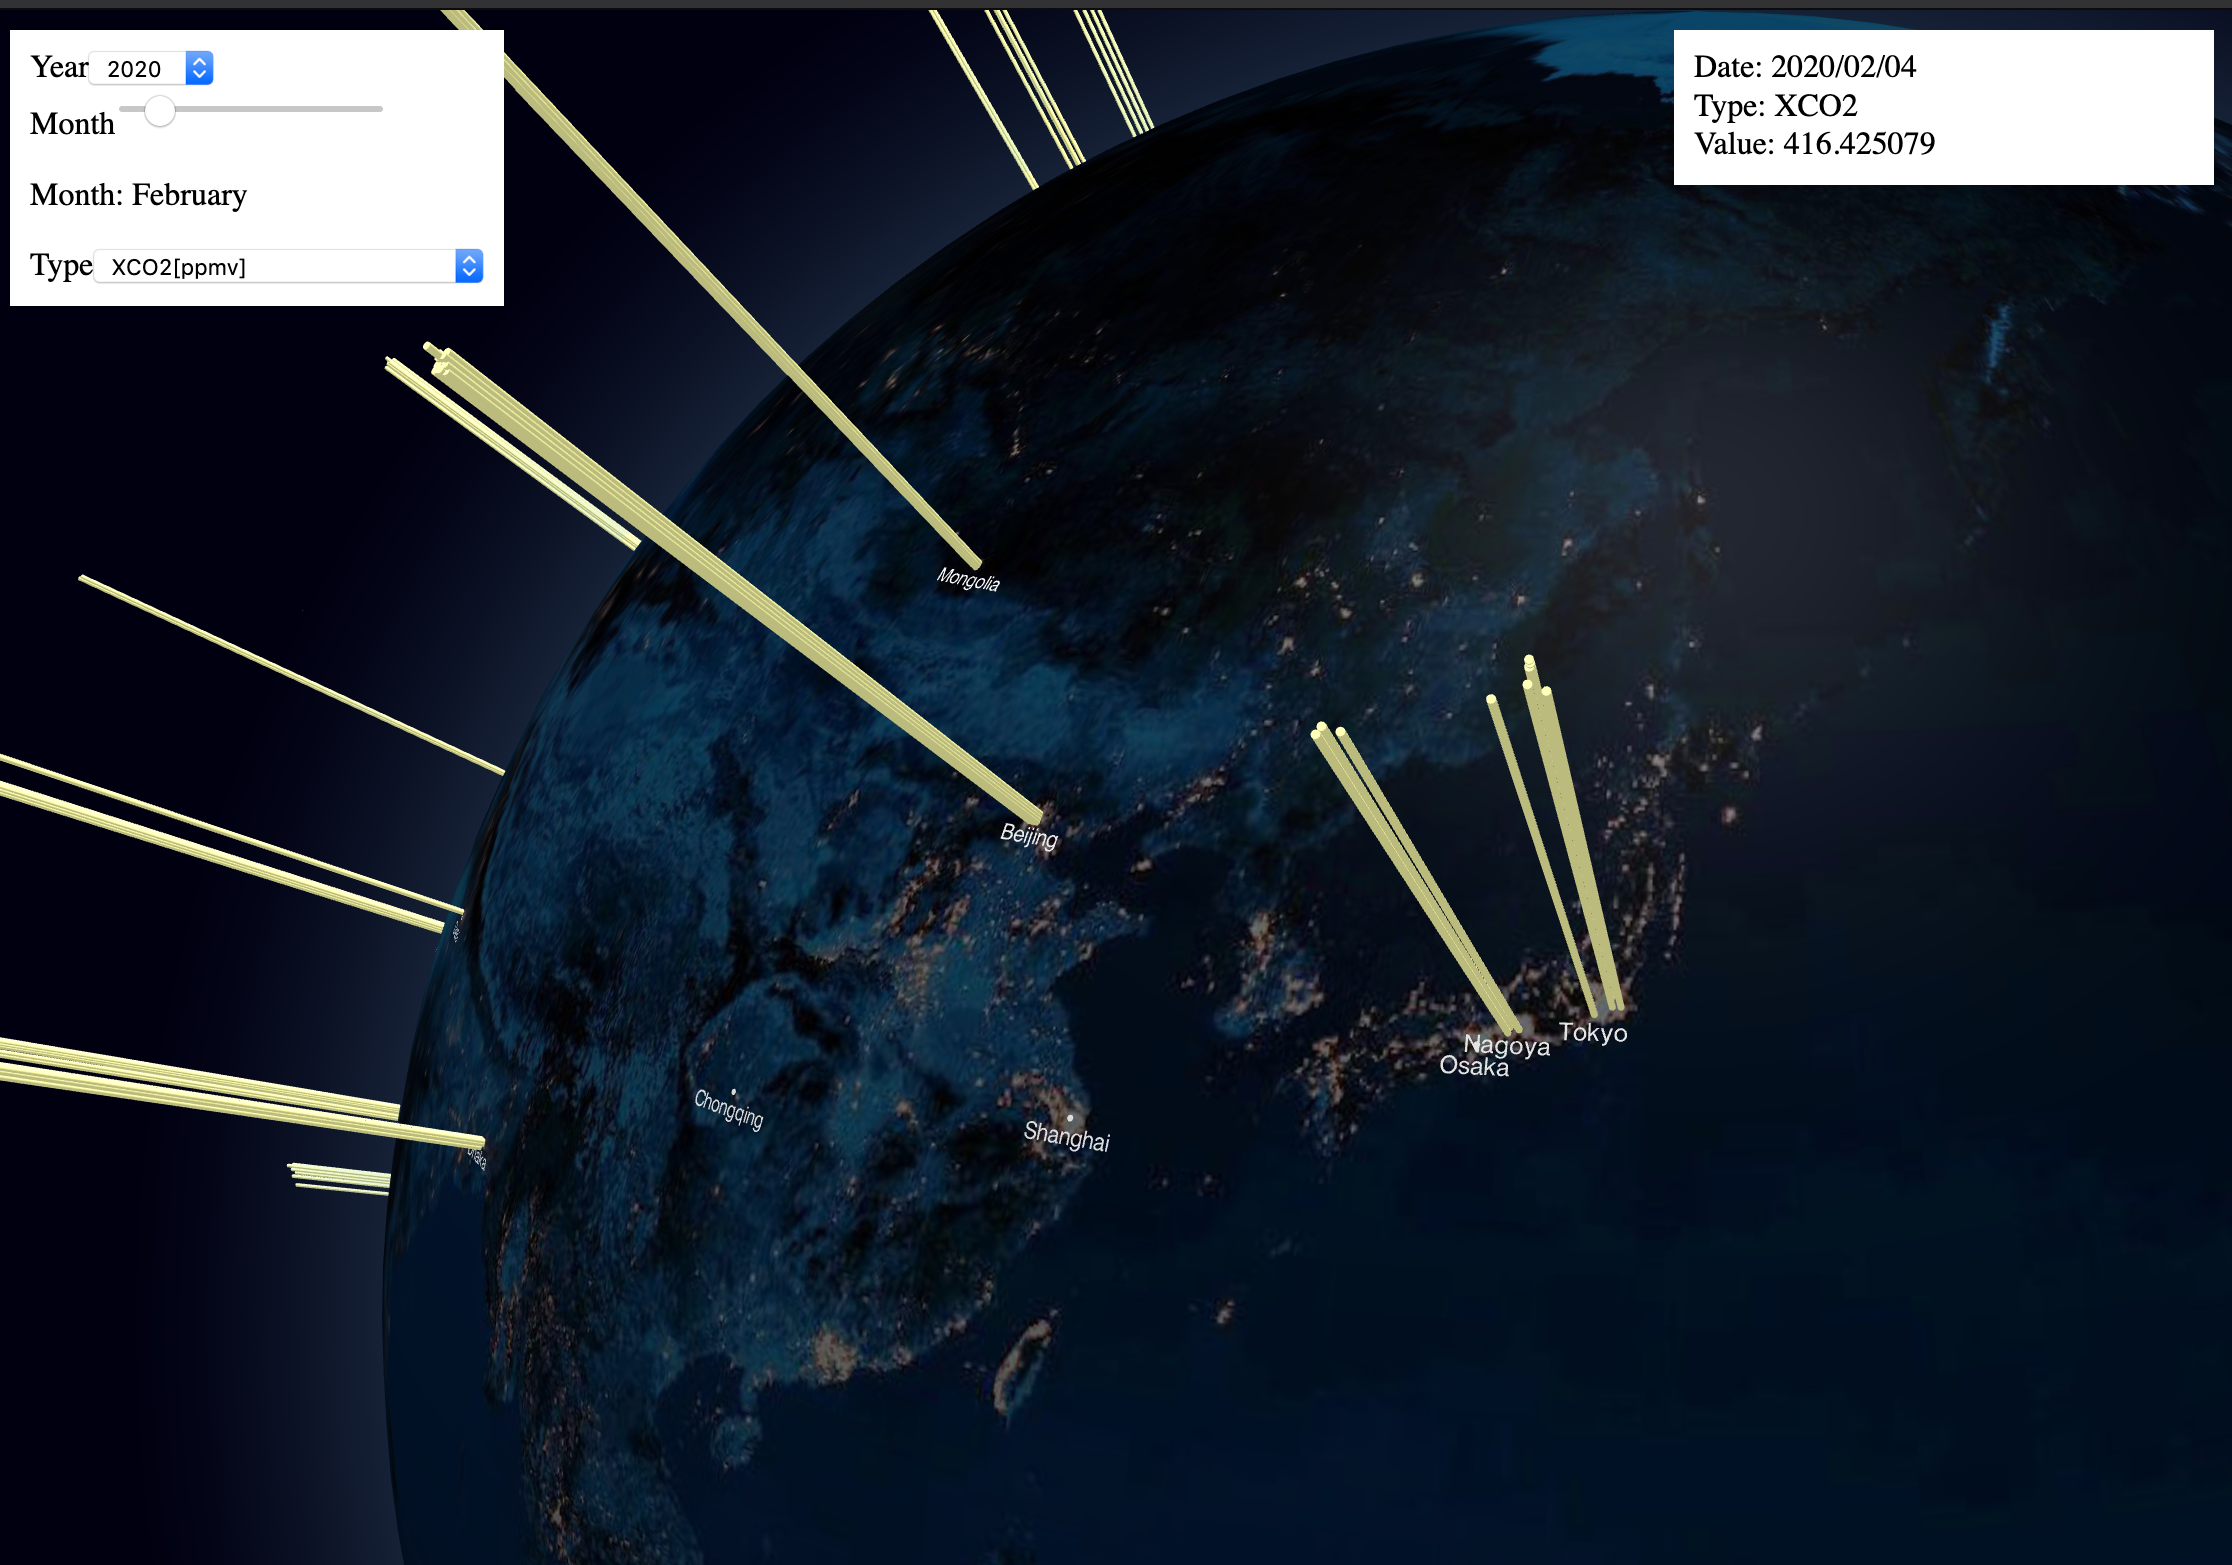 Year 2020
Month
Month: February
Type XCO2[ppmv]
Date: 2020/02/04
Type: XCO2
Value: 416.425079
Mongolia
Beijing
Nagoya
Tokyo
Osaka
Chongqing
Shanghai